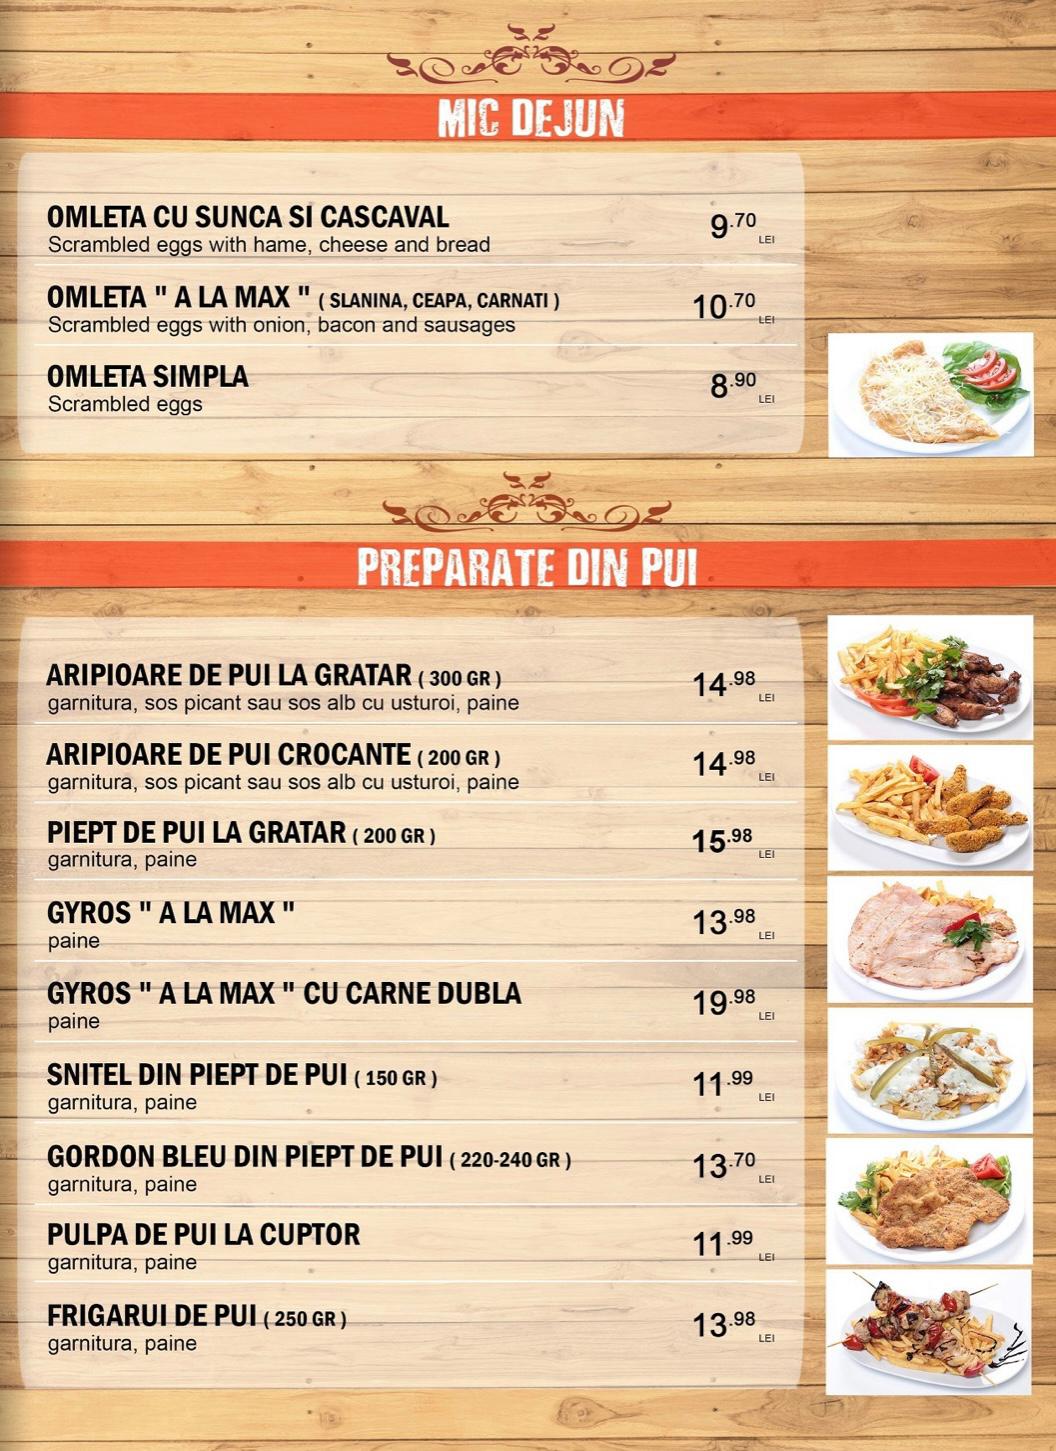 MIC DEJUN
OMLETA CU SUNCA SI CASCAVAL 9.70 LEI
Scrambled eggs with hame, cheese and bread
OMLETA " A LA MAX " ( SLANINA, CEAPA, CARNATI ) 10.70 LEI
Scrambled eggs with onion, bacon and sausages
OMLETA SIMPLA 8.90 LEI
Scrambled eggs
PREPARATE DIN PUI
ARIPIOARE DE PUI LA GRATAR ( 300 GR ) 14.98 LEI
garnitura, sos picant sau sos alb cu usturoi, paine
ARIPIOARE DE PUI CROCANTE ( 200 GR ) 14.98 LEI
garnitura, sos picant sau sos alb cu usturoi, paine
PIEPT DE PUI LA GRATAR ( 200 GR ) 15.98 LEI
garnitura, paine
GYROS " A LA MAX " 13.98 LEI
paine
GYROS " A LA MAX " CU CARNE DUBLA 19.98 LEI
paine
SNITEL DIN PIEPT DE PUI ( 150 GR ) 11.99 LEI
garnitura, paine
GORDON BLEU DIN PIEPT DE PUI ( 220-240 GR ) 13.70 LEI
garnitura, paine
PULPA DE PUI LA CUPTOR 11.99 LEI
garnitura, paine
FRIGARUI DE PUI ( 250 GR ) 13.98 LEI
garnitura, paine